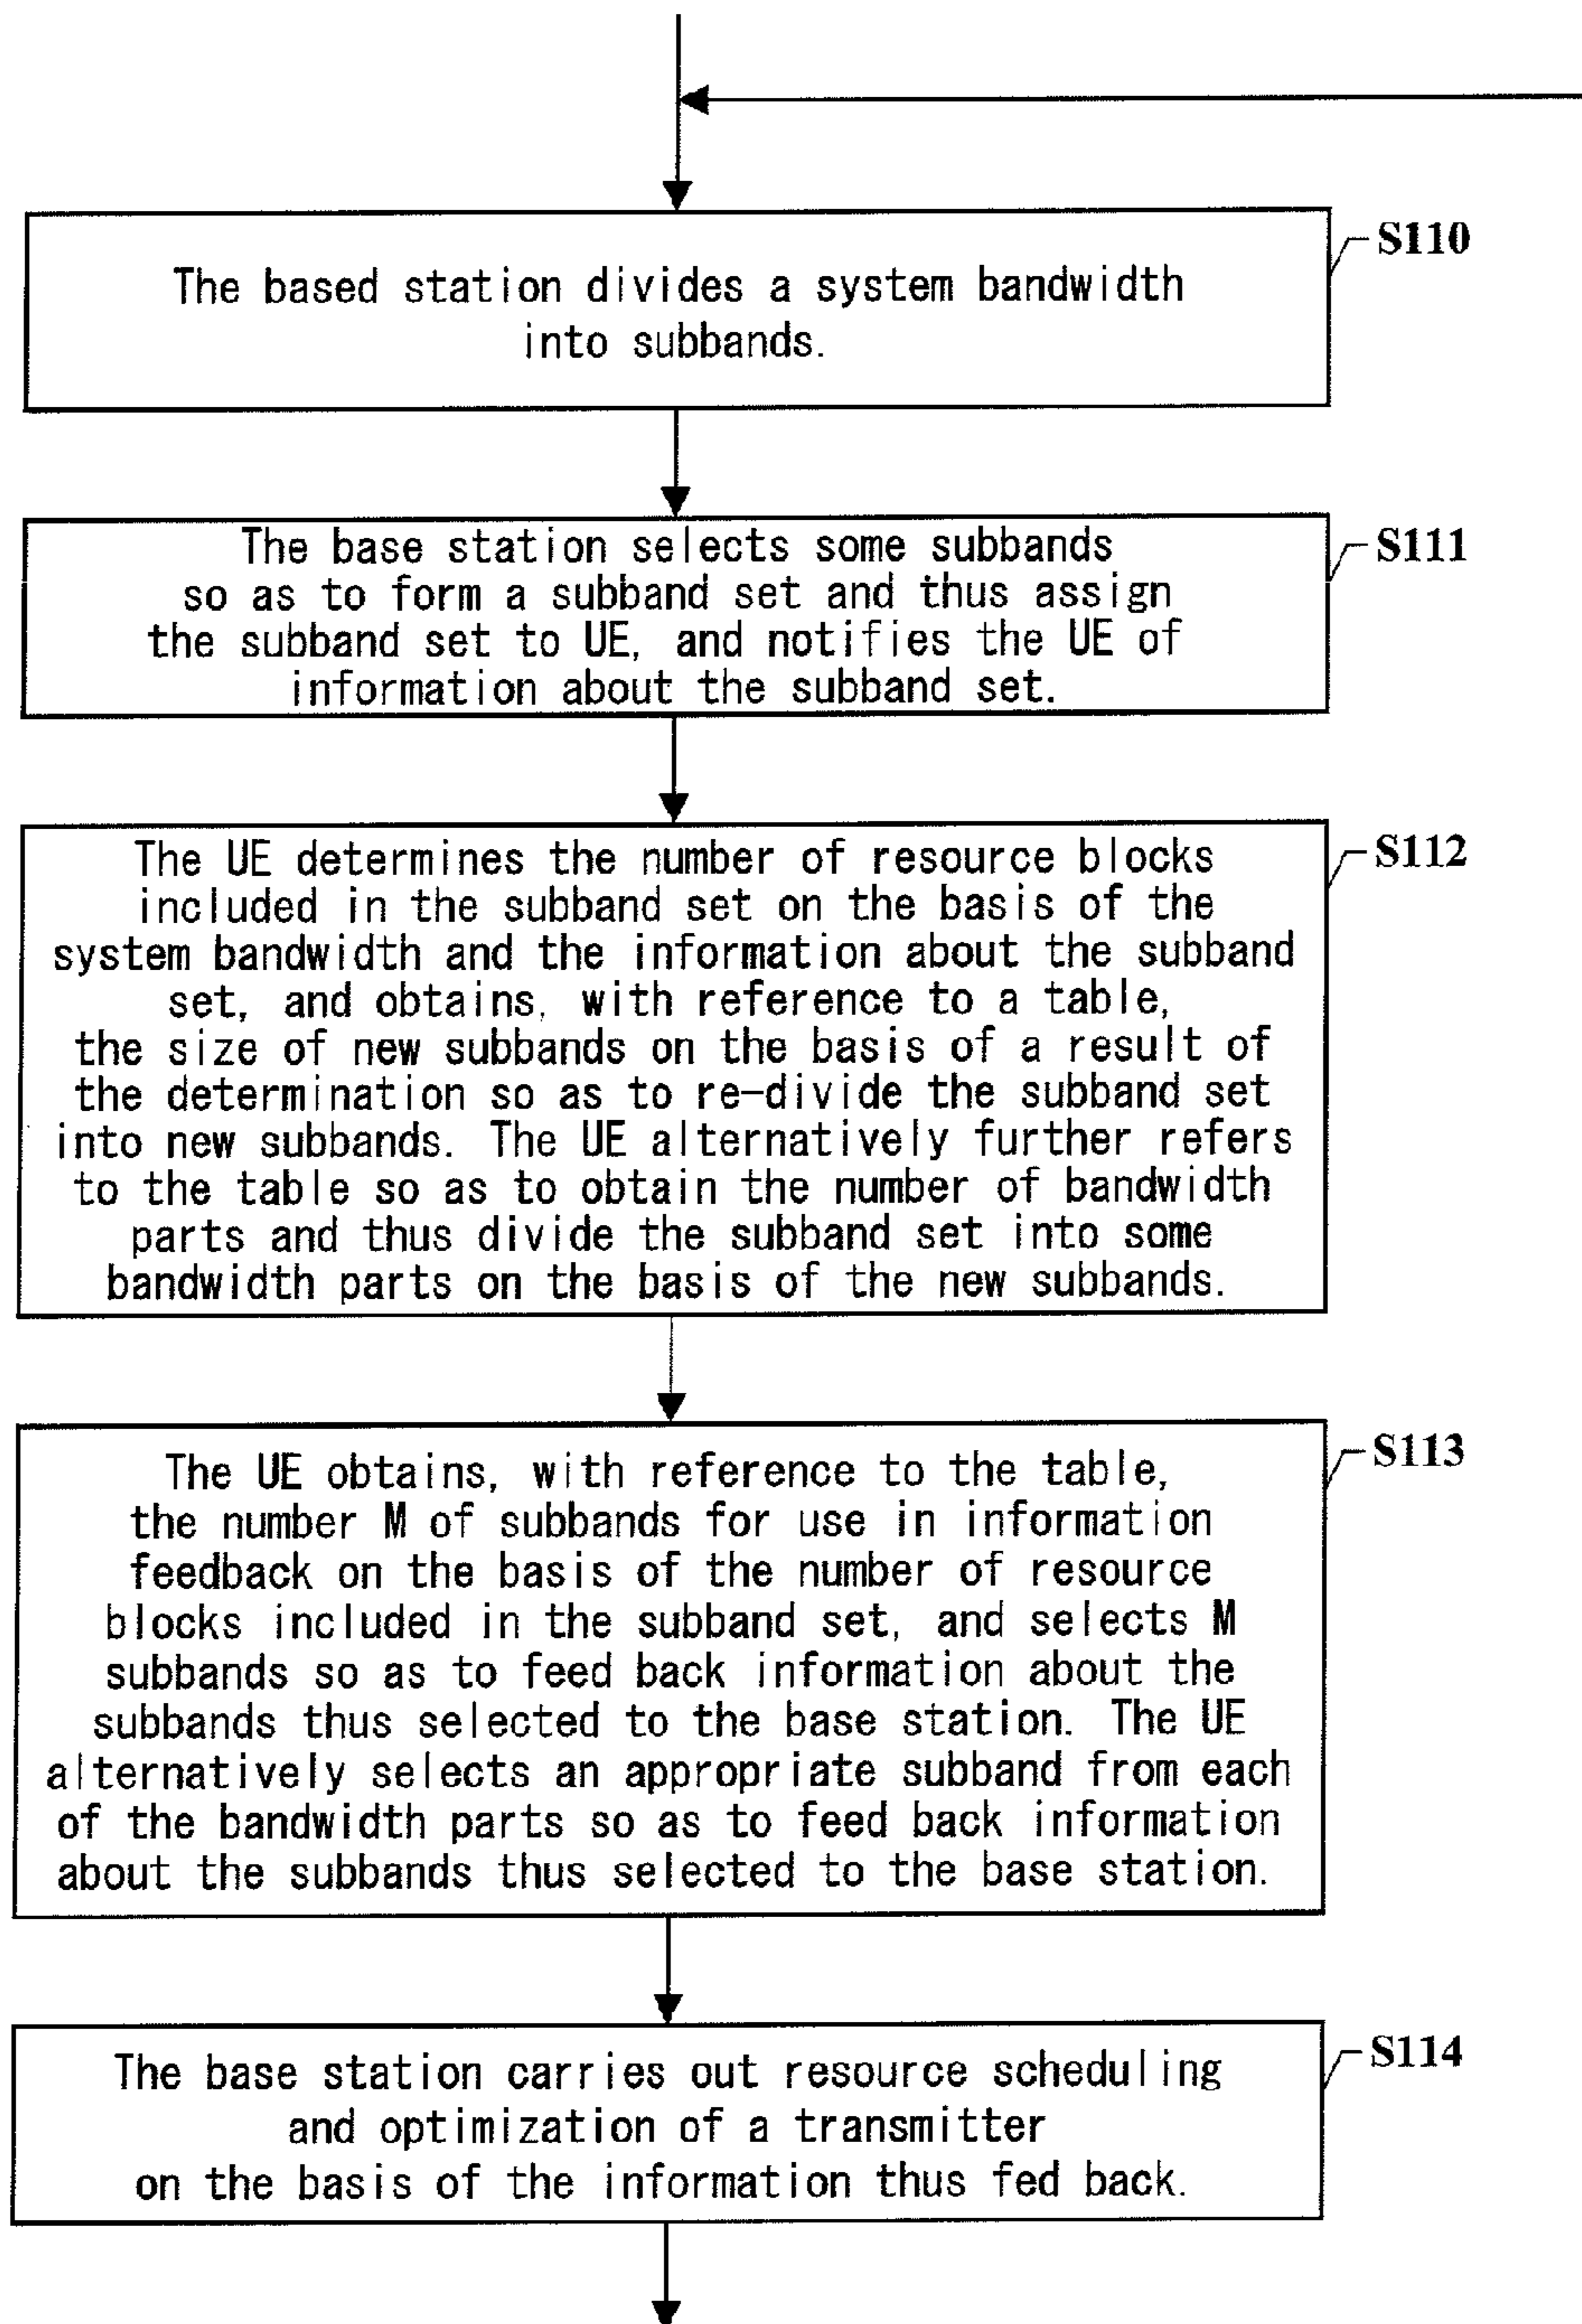 The based station divides a system bandwidth
into subbands.
S110
The base station selects some subbands
so as to form a subband set and thus assign
the subband set to UE, and notifies the UE of
information about the subband set.
S111
The UE determines the number of resource blocks
included in the subband set on the basis of the
system bandwidth and the information about the subband
set, and obtains, with reference to a table,
the size of new subbands on the basis of a result of
the determination so as to re-divide the subband set
into new subbands. The UE alternatively further refers
to the table so as to obtain the number of bandwidth
parts and thus divide the subband set into some
bandwidth parts on the basis of the new subbands.
S112
The UE obtains, with reference to the table,
the number M of subbands for use in information
feedback on the basis of the number of resource
blocks included in the subband set, and selects M
subbands so as to feed back information about the
subbands thus selected to the base station. The UE
alternatively selects an appropriate subband from each
of the bandwidth parts so as to feed back information
about the subbands thus selected to the base station.
S113
The base station carries out resource scheduling
and optimization of a transmitter
on the basis of the information thus fed back.
S114